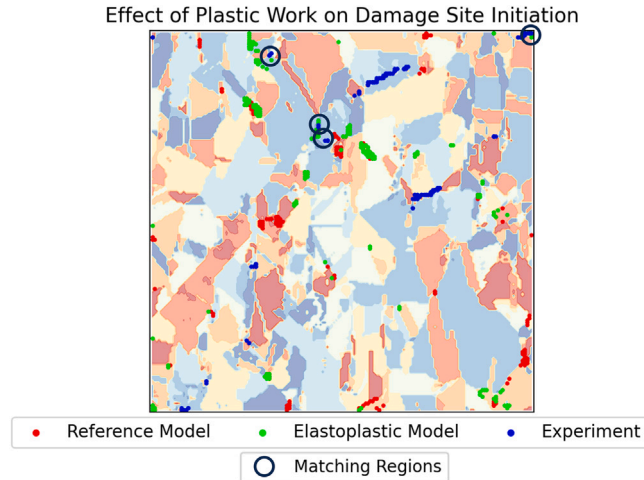 Effect of Plastic Work on Damage Site Initiation
Reference Model
Elastoplastic Model
Experiment
Matching Regions